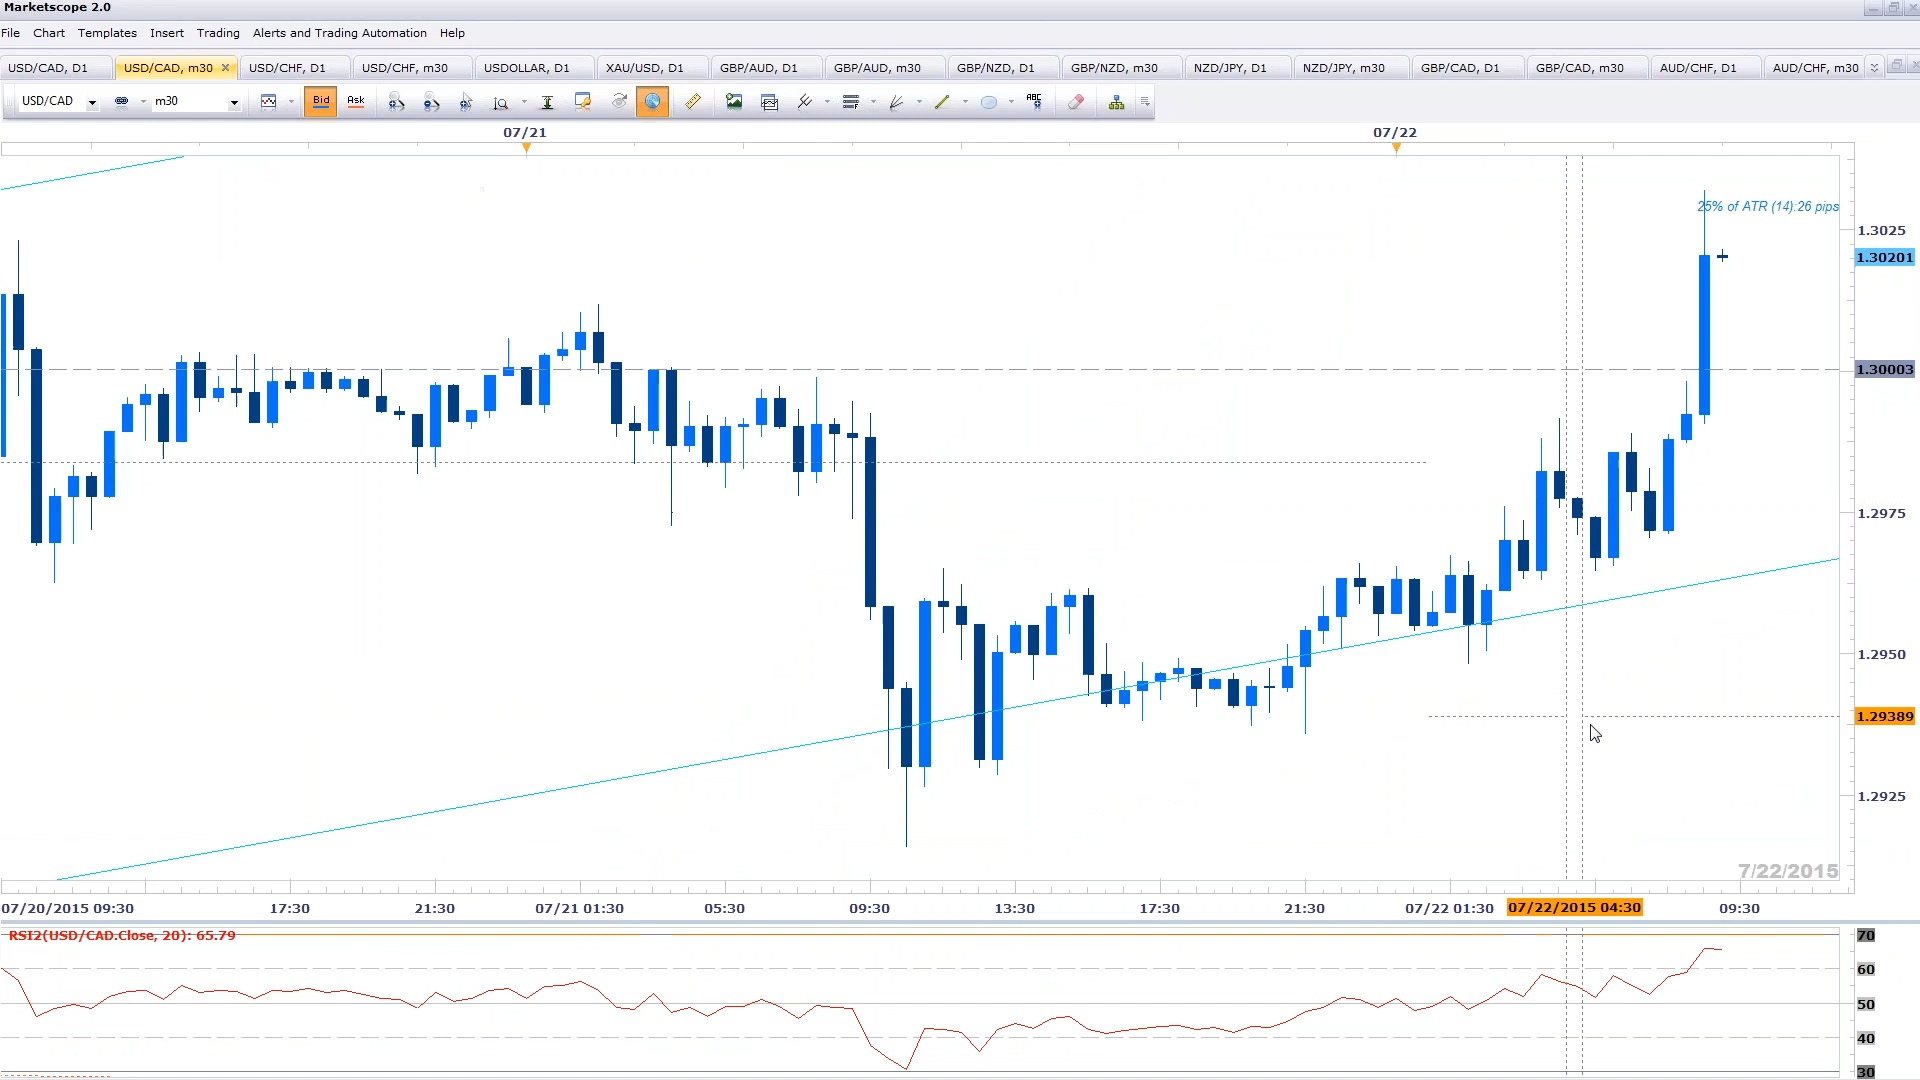 Marketscope 2.0
File Chart Templates Insert Trading Alerts and Trading Automation Help
USD/CAD, D1 USD/CAD, m30 USD/CHF, D1 USD/CHF, m30 USDOLLAR, D1 XAU/USD, D1 GBP/AUD, D1 GBP/AUD, m30 GBP/NZD, D1 GBP/NZD, m30 NZD/JPY, D1 NZD/JPY, m30 GBP/CAD, D1 GBP/CAD, m30 AUD/CHF, D1 AUD/CHF, m30
USD/CAD m30 Bid Ask ABC
07/21 07/22
25% of ATR (14):26 pips
1.3025
1.30201
1.30003
1.2975
1.2950
1.29389
1.2925
7/22/2015
07/20/2015 09:30 17:30 21:30 07/21 01:30 05:30 09:30 13:30 17:30 21:30 07/22 01:30 07/22/2015 04:30 09:30
RSI2(USD/CAD.Close, 20): 65.79
70
60
50
40
30